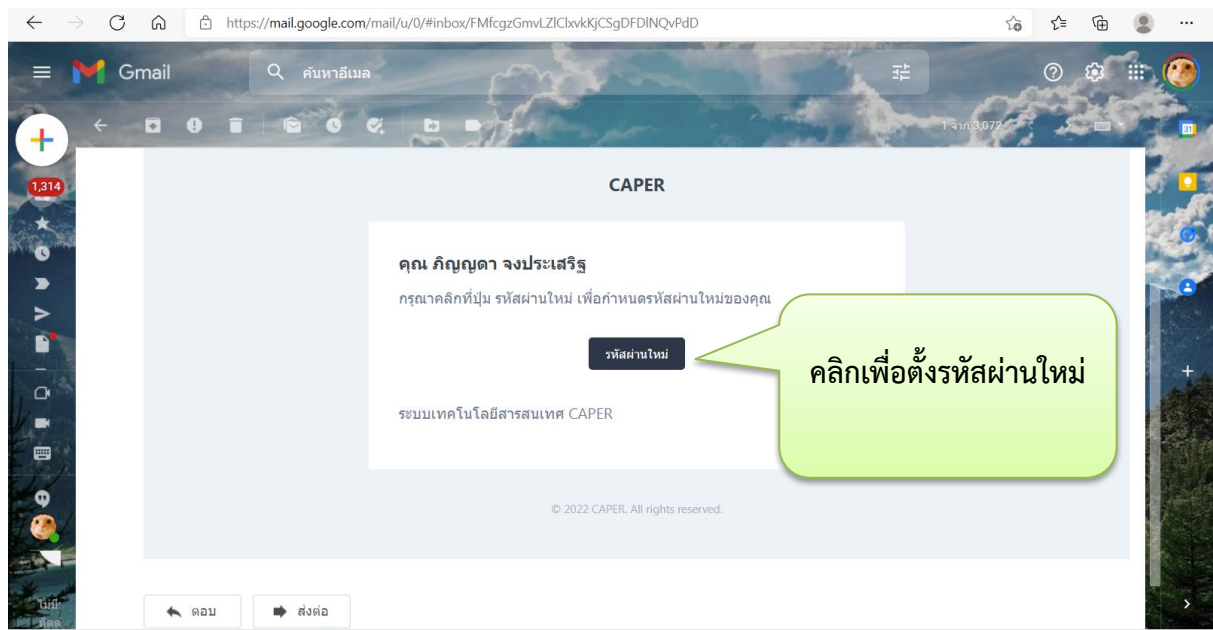 https://mail.google.com/mail/u/0/#inbox/FMfcgzGmvLZlClxvkKjCSgDFDlNQvPdD
Gmail
ค้นหาอีเมล
1 จาก 3,072
31
1,314
CAPER
คุณ ภิญญดา จงประเสริฐ
กรุณาคลิกที่ปุ่ม รหัสผ่านใหม่ เพื่อกำหนดรหัสผ่านใหม่ของคุณ
รหัสผ่านใหม่
คลิกเพื่อตั้งรหัสผ่านใหม่
ระบบเทคโนโลยีสารสนเทศ CAPER
© 2022 CAPER. All rights reserved.
ตอบ
ส่งต่อ